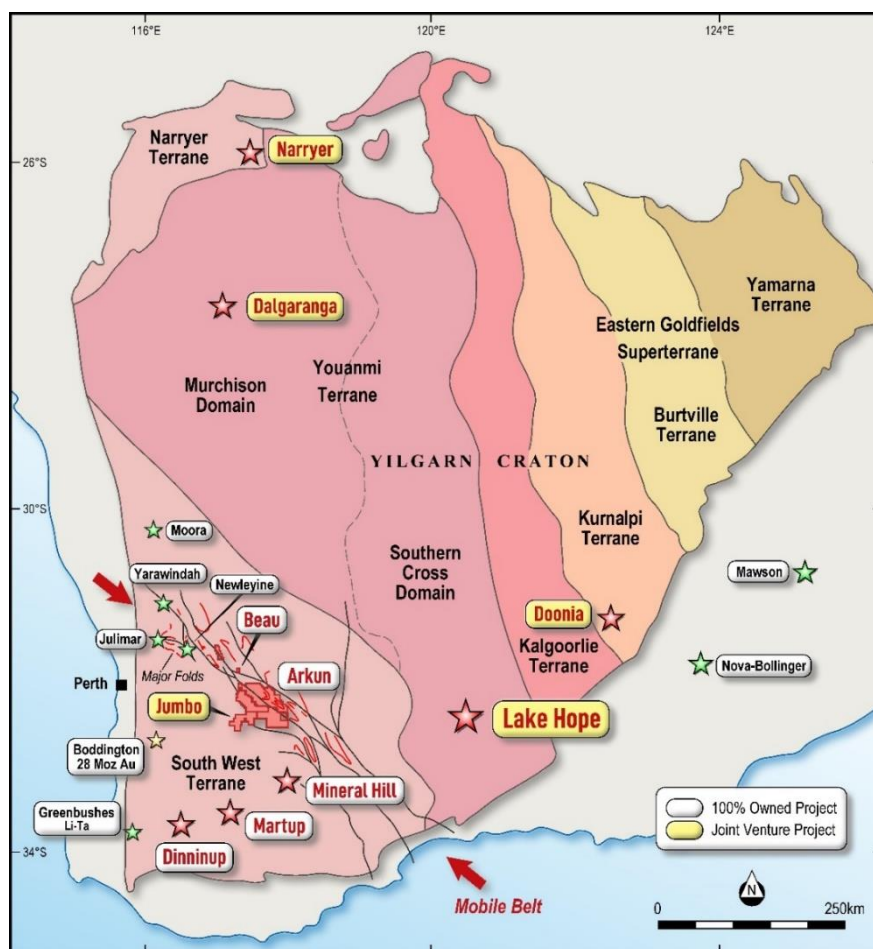 116°E
120°E
124°E
26°S
Narryer
Terrane
Narryer
Dalgaranga
Yamarna
Terrane
Eastern Goldfields
Superterrane
Murchison
Domain
Youanmi
Terrane
Burtville
Terrane
YILGARN CRATON
30°S
Moora
Kurnalpi
Terrane
Southern
Cross
Domain
Yarawindah
Newleyine
Mawson
Beau
Doonia
Julimar
Major Folds
Kalgoorlie
Terrane
Nova-Bollinger
Perth
Arkun
Jumbo
Lake Hope
Boddington
28 Moz Au
South West
Terrane
Mineral Hill
Greenbushes
Li-Ta
Martup
Dinninup
34°S
Mobile Belt
100% Owned Project
Joint Venture Project
N
0
250km